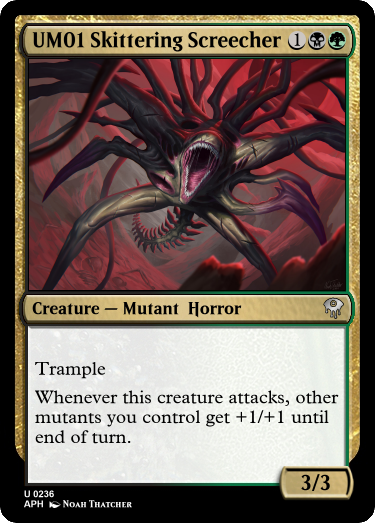 UM01 Skittering Screecher 1
Creature — Mutant Horror
Trample
Whenever this creature attacks, other
mutants you control get +1/+1 until
end of turn.
3/3
U 0236
APH Noah Thatcher